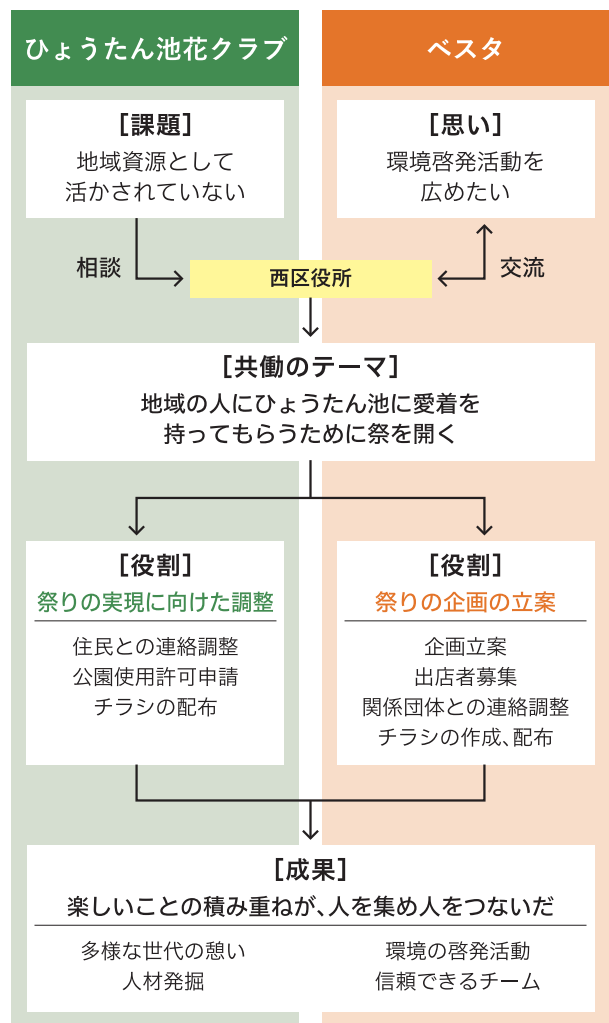 ひょうたん池花クラブ
ベスタ
［課題］
地域資源として
活かされていない
［思い］
環境啓発活動を
広めたい
相談
西区役所
交流
［共働のテーマ］
地域の人にひょうたん池に愛着を
持ってもらうために祭を開く
［役割］
祭りの実現に向けた調整
住民との連絡調整
公園使用許可申請
チラシの配布
［役割］
祭りの企画の立案
企画立案
出店者募集
関係団体との連絡調整
チラシの作成、配布
［成果］
楽しいことの積み重ねが、人を集め人をつないだ
多様な世代の憩い
人材発掘
環境の啓発活動
信頼できるチーム